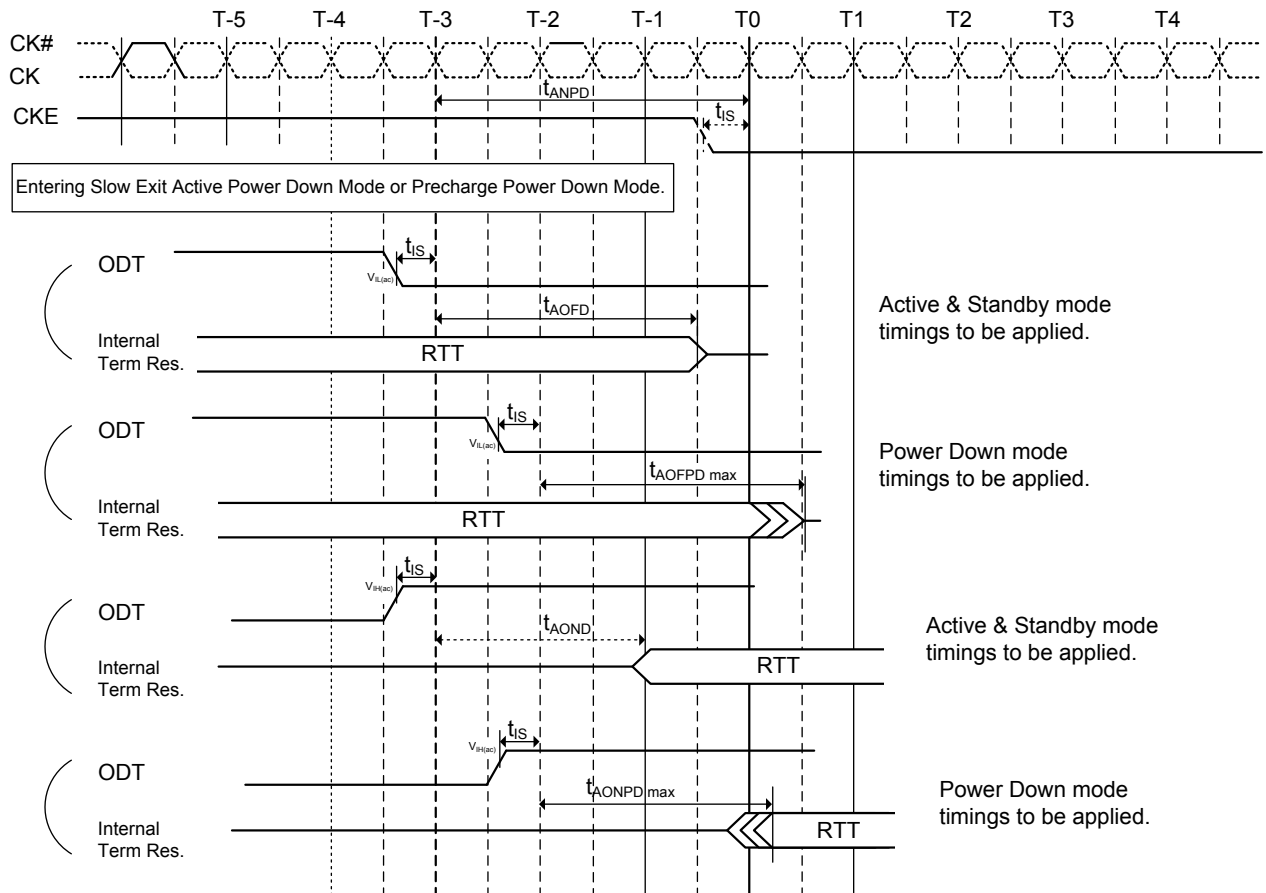 T-5 T-4 T-3 T-2 T-1 T0 T1 T2 T3 T4
CK#
CK
tANPD
CKE
tIS
Entering Slow Exit Active Power Down Mode or Precharge Power Down Mode.
ODT
tIS
VIL(ac)
tAOFD
Active & Standby mode
timings to be applied.
Internal
Term Res.
RTT
ODT
tIS
VIL(ac)
Power Down mode
timings to be applied.
tAOFPD max
Internal
Term Res.
RTT
tIS
VIH(ac)
ODT
tAOND
Active & Standby mode
timings to be applied.
Internal
Term Res.
RTT
tIS
VIH(ac)
ODT
tAONPD max
Power Down mode
timings to be applied.
Internal
Term Res.
RTT